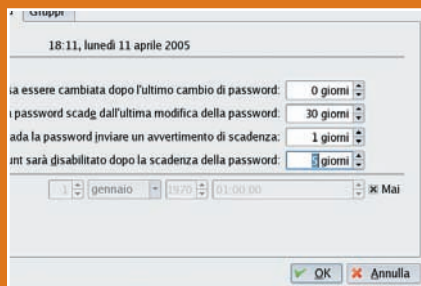 Gruppi
18:11, lunedì 11 aprile 2005
sa essere cambiata dopo l'ultimo cambio di password: 0 giorni
password scade dall'ultima modifica della password: 30 giorni
ada la password inviare un avvertimento di scadenza: 1 giorni
unt sarà disabilitato dopo la scadenza della password: 5 giorni
1 gennaio 1970 01:00:00 Mai
OK Annulla